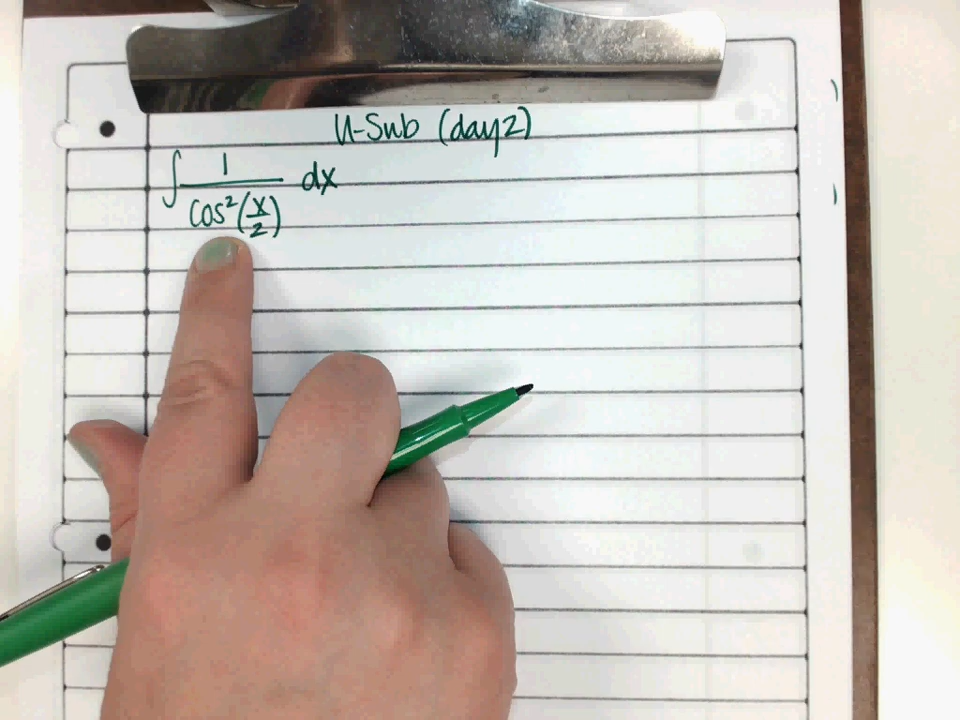 U-Sub (day 2)
∫ 1/cos²(x/2) dx